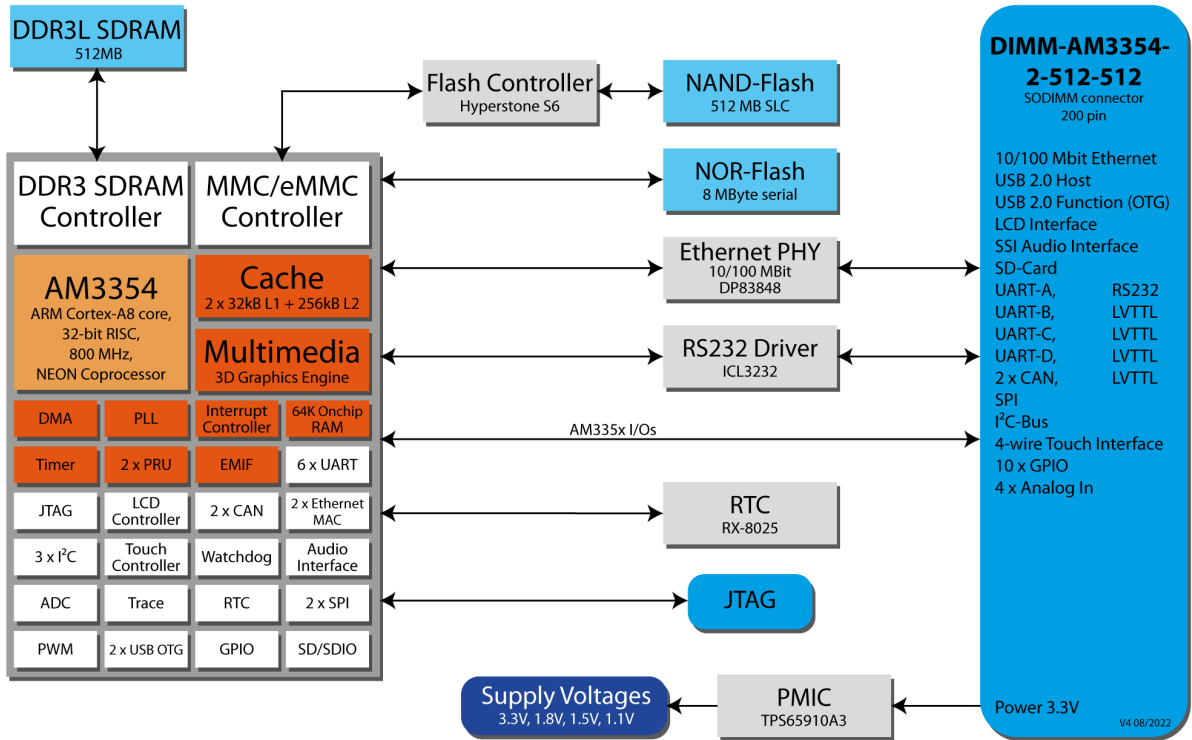 DDR3L SDRAM
512MB
Flash Controller
Hyperstone S6
NAND-Flash
512 MB SLC
NOR-Flash
8 MByte serial
DDR3 SDRAM
Controller
MMC/eMMC
Controller
AM3354
ARM Cortex-A8 core,
32-bit RISC,
800 MHz,
NEON Coprocessor
Cache
2 x 32kB L1 + 256kB L2
Multimedia
3D Graphics Engine
DMA
PLL
Interrupt
Controller
64K Onchip
RAM
Timer
2 x PRU
EMIF
6 x UART
JTAG
LCD
Controller
2 x CAN
2 x Ethernet
MAC
3 x I²C
Touch
Controller
Watchdog
Audio
Interface
ADC
Trace
RTC
2 x SPI
PWM
2 x USB OTG
GPIO
SD/SDIO
Ethernet PHY
10/100 MBit
DP83848
RS232 Driver
ICL3232
AM335x I/Os
RTC
RX-8025
JTAG
Supply Voltages
3.3V, 1.8V, 1.5V, 1.1V
PMIC
TPS65910A3
DIMM-AM3354-
2-512-512
SODIMM connector
200 pin
10/100 Mbit Ethernet
USB 2.0 Host
USB 2.0 Function (OTG)
LCD Interface
SSI Audio Interface
SD-Card
UART-A, RS232
UART-B, LVTTL
UART-C, LVTTL
UART-D, LVTTL
2 x CAN, LVTTL
SPI
I²C-Bus
4-wire Touch Interface
10 x GPIO
4 x Analog In
Power 3.3V
V4 08/2022